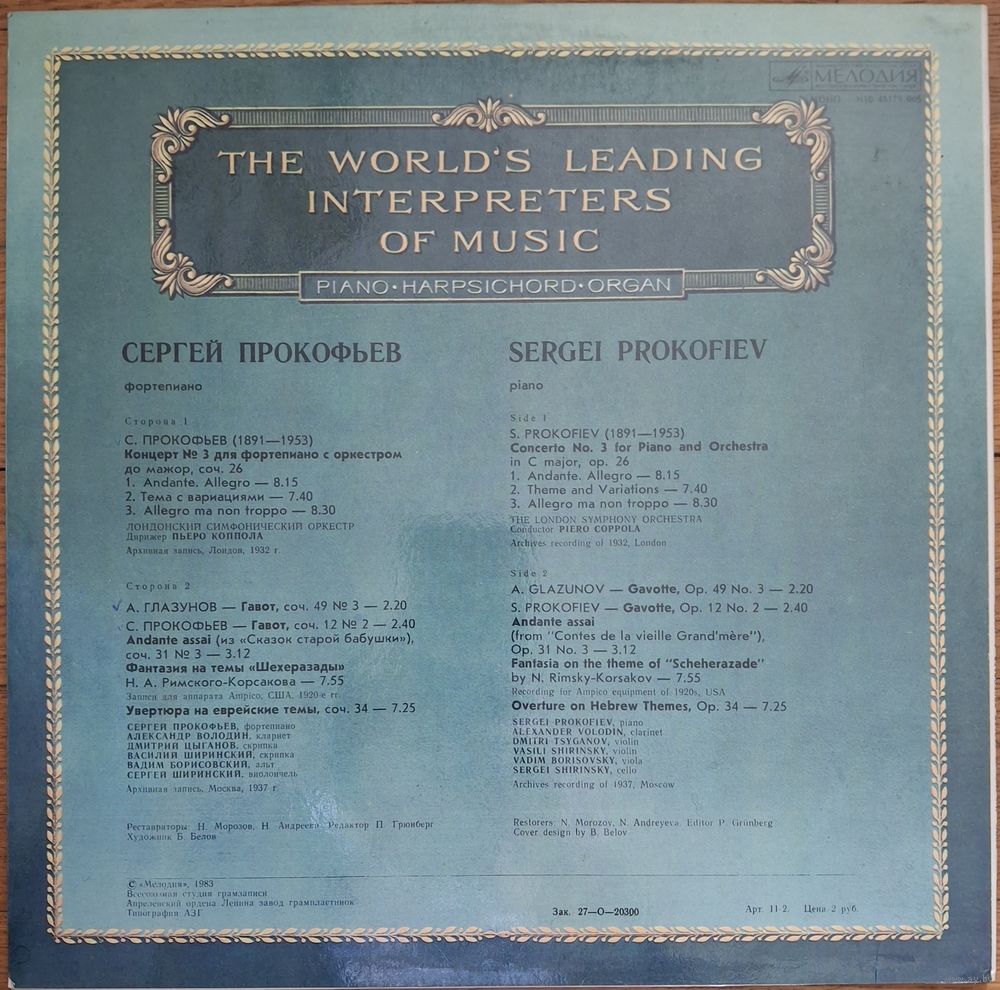 МЕЛОДИЯ
МОНО
THE WORLD'S LEADING
INTERPRETERS
OF MUSIC
PIANO·HARPSICHORD·ORGAN
СЕРГЕЙ ПРОКОФЬЕВ
фортепиано
Сторона 1
С. ПРОКОФЬЕВ (1891—1953)
Концерт № 3 для фортепиано с оркестром
до мажор, соч. 26
1. Andante. Allegro — 8.15
2. Тема с вариациями — 7.40
3. Allegro ma non troppo — 8.30
ЛОНДОНСКИЙ СИМФОНИЧЕСКИЙ ОРКЕСТР
Дирижер ПЬЕРО КОППОЛА
Архивная запись, Лондон, 1932 г.
Сторона 2
А. ГЛАЗУНОВ — Гавот, соч. 49 № 3 — 2.20
С. ПРОКОФЬЕВ — Гавот, соч. 12 № 2 — 2.40
Andante assai (из «Сказок старой бабушки»),
соч. 31 № 3 — 3.12
Фантазия на темы «Шехеразады»
Н. А. Римского-Корсакова — 7.55
Записи для аппарата Ampico, США, 1920-е гг.
Увертюра на еврейские темы, соч. 34 — 7.25
СЕРГЕЙ ПРОКОФЬЕВ, фортепиано
АЛЕКСАНДР ВОЛОДИН, кларнет
ДМИТРИЙ ЦЫГАНОВ, скрипка
ВАСИЛИЙ ШИРИНСКИЙ, скрипка
ВАДИМ БОРИСОВСКИЙ, альт
СЕРГЕЙ ШИРИНСКИЙ, виолончель
Архивная запись, Москва, 1937 г.
Реставраторы: Н. Морозов, Н. Андреева. Редактор П. Грюнберг
Художник Б. Белов
SERGEI PROKOFIEV
piano
Side 1
S. PROKOFIEV (1891—1953)
Concerto No. 3 for Piano and Orchestra
in C major, op. 26
1. Andante. Allegro — 8.15
2. Theme and Variations — 7.40
3. Allegro ma non troppo — 8.30
THE LONDON SYMPHONY ORCHESTRA
Conductor PIERO COPPOLA
Archives recording of 1932, London
Side 2
A. GLAZUNOV — Gavotte, Op. 49 No. 3 — 2.20
S. PROKOFIEV — Gavotte, Op. 12 No. 2 — 2.40
Andante assai
(from "Contes de la vieille Grand'mère"),
Op. 31 No. 3 — 3.12
Fantasia on the theme of "Scheherazade"
by N. Rimsky-Korsakov — 7.55
Recording for Ampico equipment of 1920s, USA
Overture on Hebrew Themes, Op. 34 — 7.25
SERGEI PROKOFIEV, piano
ALEXANDER VOLODIN, clarinet
DMITRI TSYGANOV, violin
VASILI SHIRINSKY, violin
VADIM BORISOVSKY, viola
SERGEI SHIRINSKY, cello
Archives recording of 1937, Moscow
Restorers: N. Morozov, N. Andreyeva. Editor P. Grünberg
Cover design by B. Belov
© «Мелодия», 1983
Всесоюзная студия грамзаписи
Апрелевский ордена Ленина завод грампластинок
Типография АЗГ
Зак. 27—О—20300
Арт. 11-2. Цена 2 руб.